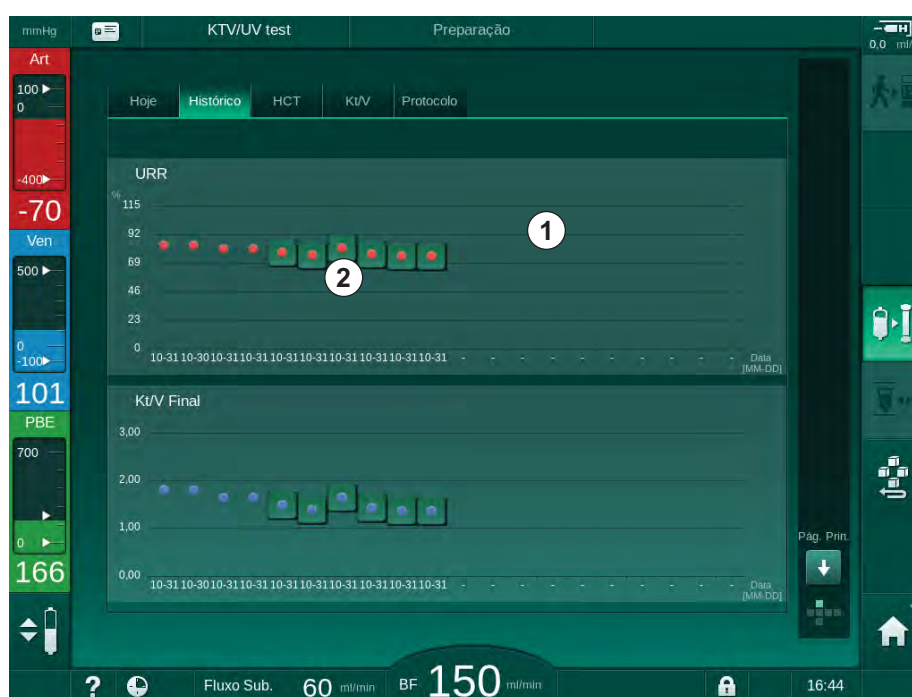 mmHg KTV/UV test Preparação
0,0 ml/
Art
100
0
-400
-70
Ven
500
0
-100
101
PBE
700
0
166
Hoje Histórico HCT Kt/V Protocolo
URR
%
115
92
69
46
23
0
10-31 10-30 10-31 10-31 10-31 10-31 10-31 10-31 10-31 10-31 - - - - - - - - - - Data
[MM-DD]
1
2
Kt/V Final
3,00
2,00
1,00
0,00
10-31 10-30 10-31 10-31 10-31 10-31 10-31 10-31 10-31 10-31 - - - - - - - - - - Data
[MM-DD]
Pág. Prin.
? Fluxo Sub. 60 ml/min BF 150 ml/min 16:44